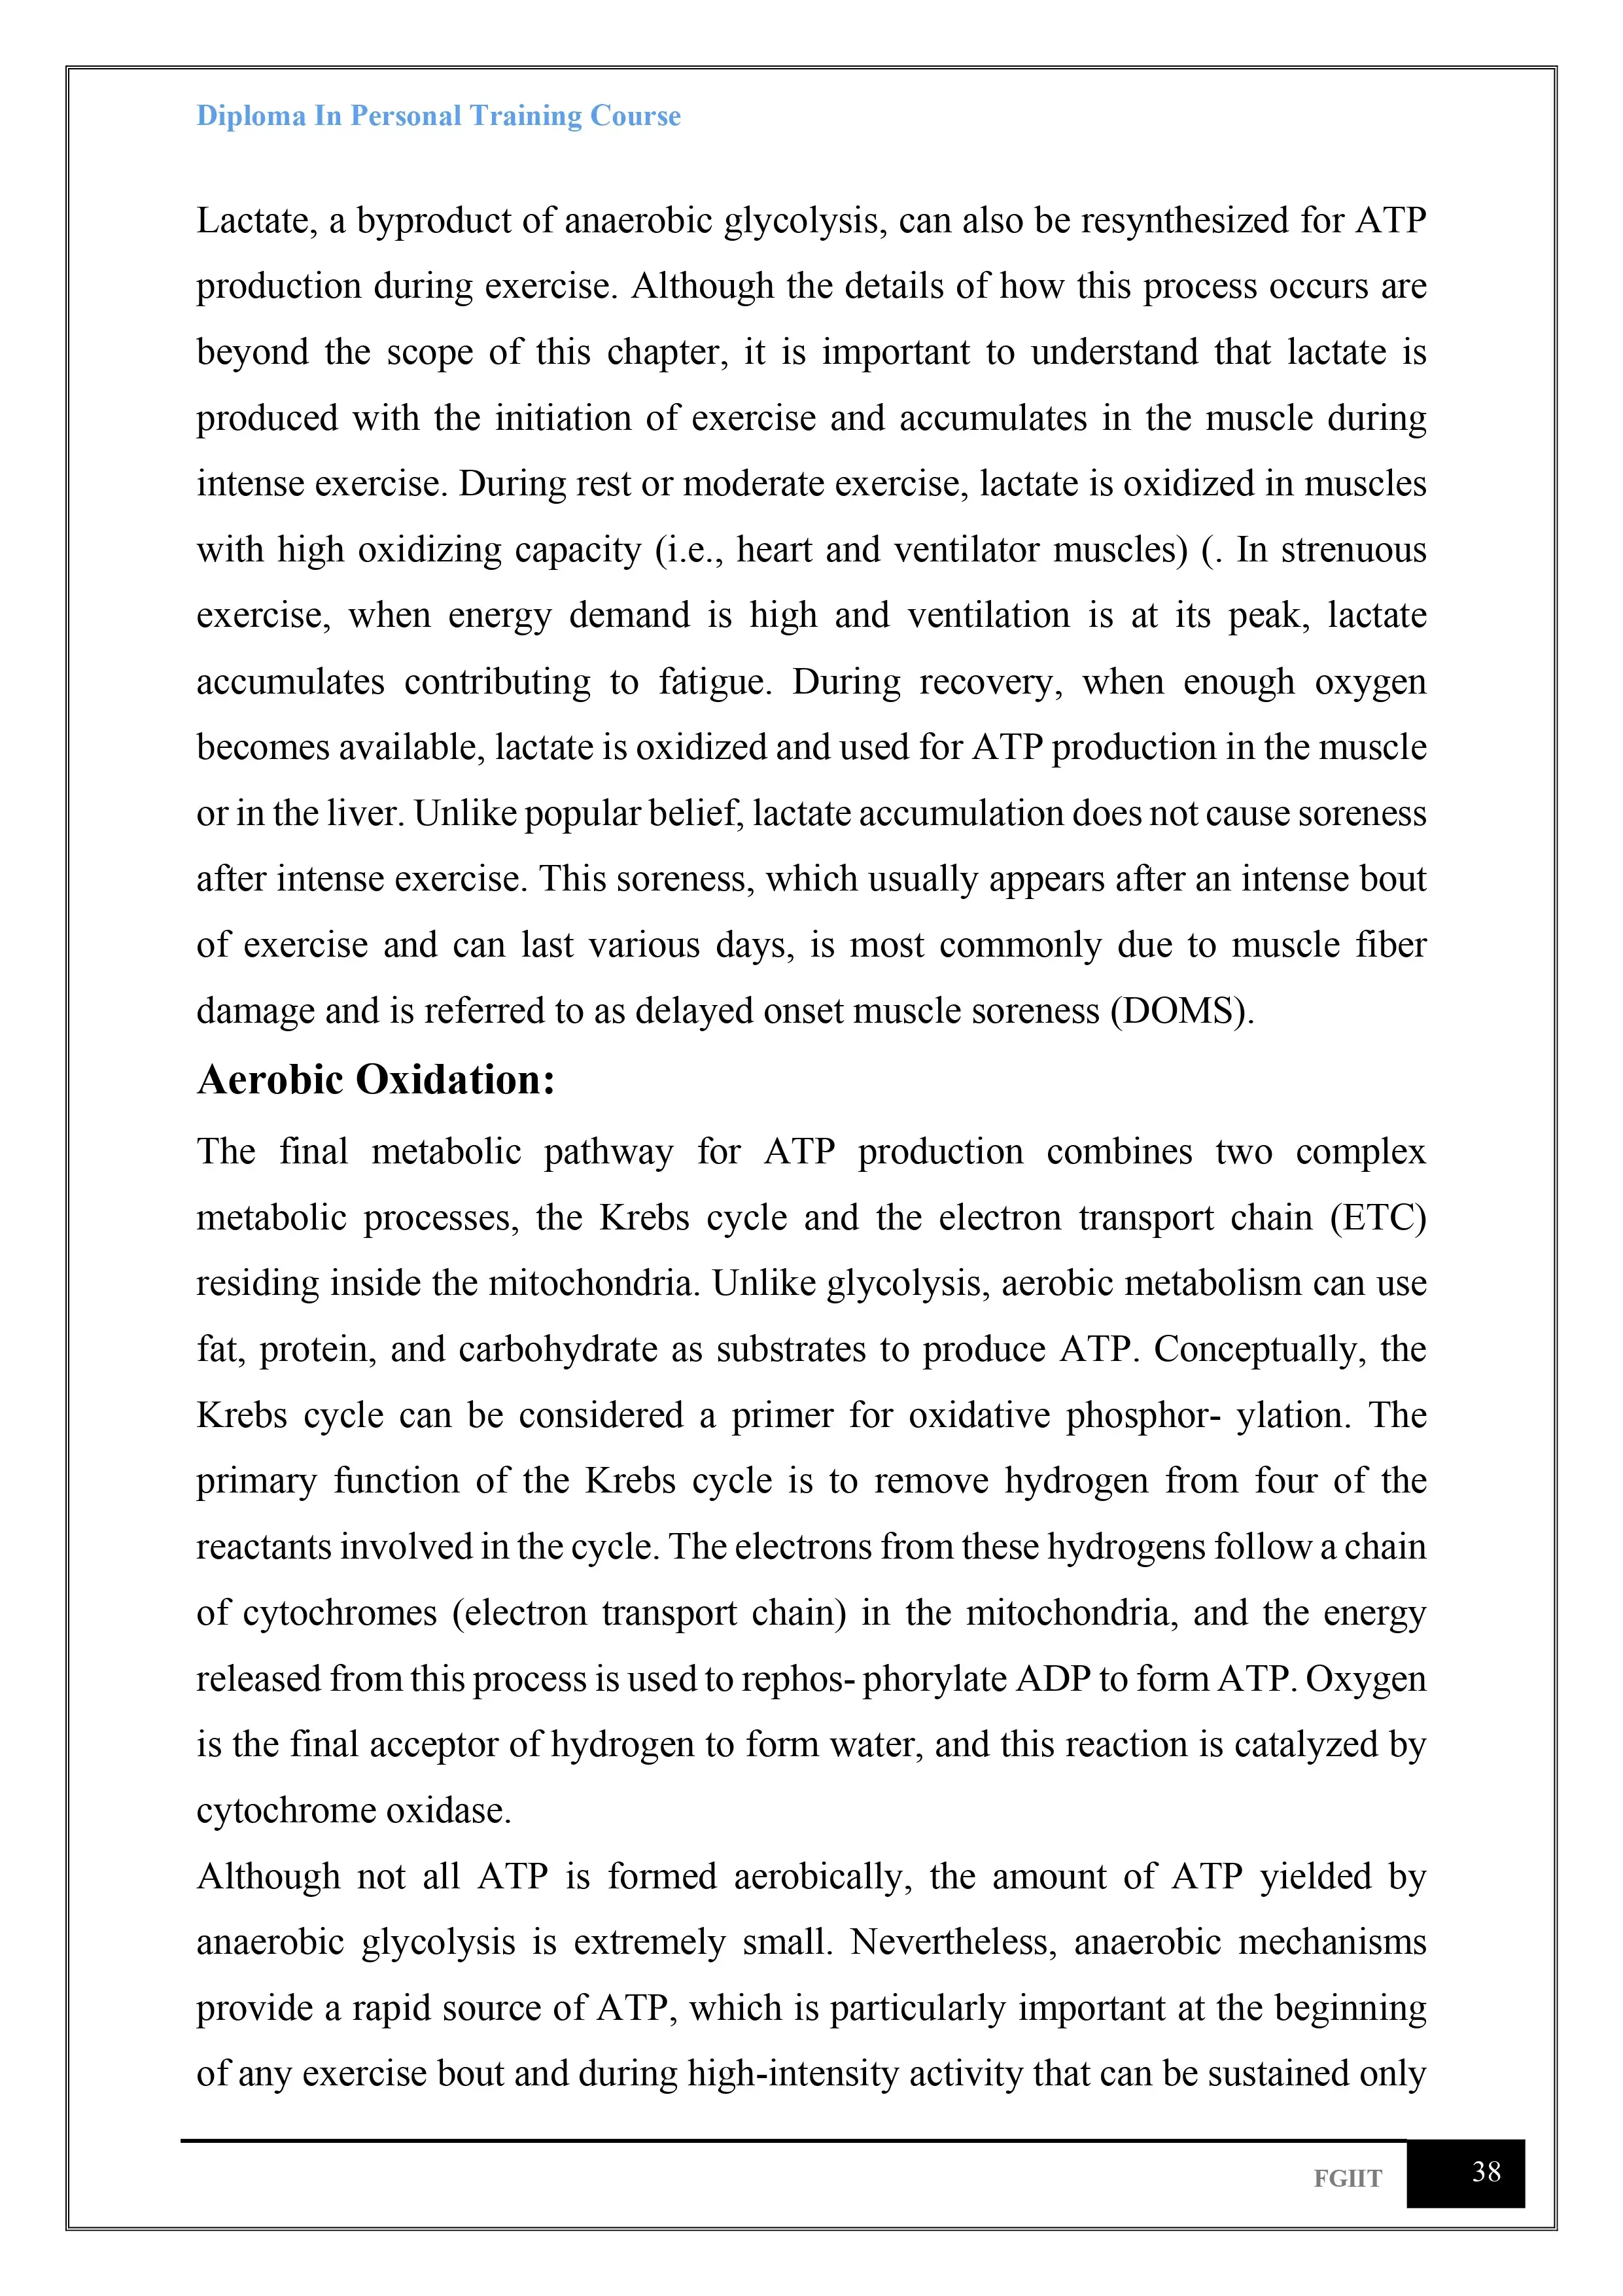 Diploma In Personal Training Course
Lactate, a byproduct of anaerobic glycolysis, can also be resynthesized for ATP
production during exercise. Although the details of how this process occurs are
beyond the scope of this chapter, it is important to understand that lactate is
produced with the initiation of exercise and accumulates in the muscle during
intense exercise. During rest or moderate exercise, lactate is oxidized in muscles
with high oxidizing capacity (i.e., heart and ventilator muscles) (. In strenuous
exercise, when energy demand is high and ventilation is at its peak, lactate
accumulates contributing to fatigue. During recovery, when enough oxygen
becomes available, lactate is oxidized and used for ATP production in the muscle
or in the liver. Unlike popular belief, lactate accumulation does not cause soreness
after intense exercise. This soreness, which usually appears after an intense bout
of exercise and can last various days, is most commonly due to muscle fiber
damage and is referred to as delayed onset muscle soreness (DOMS).
Aerobic Oxidation:
The final metabolic pathway for ATP production combines two complex
metabolic processes, the Krebs cycle and the electron transport chain (ETC)
residing inside the mitochondria. Unlike glycolysis, aerobic metabolism can use
fat, protein, and carbohydrate as substrates to produce ATP. Conceptually, the
Krebs cycle can be considered a primer for oxidative phosphor- ylation. The
primary function of the Krebs cycle is to remove hydrogen from four of the
reactants involved in the cycle. The electrons from these hydrogens follow a chain
of cytochromes (electron transport chain) in the mitochondria, and the energy
released from this process is used to rephos- phorylate ADP to form ATP. Oxygen
is the final acceptor of hydrogen to form water, and this reaction is catalyzed by
cytochrome oxidase.
Although not all ATP is formed aerobically, the amount of ATP yielded by
anaerobic glycolysis is extremely small. Nevertheless, anaerobic mechanisms
provide a rapid source of ATP, which is particularly important at the beginning
of any exercise bout and during high-intensity activity that can be sustained only
FGIIT 38